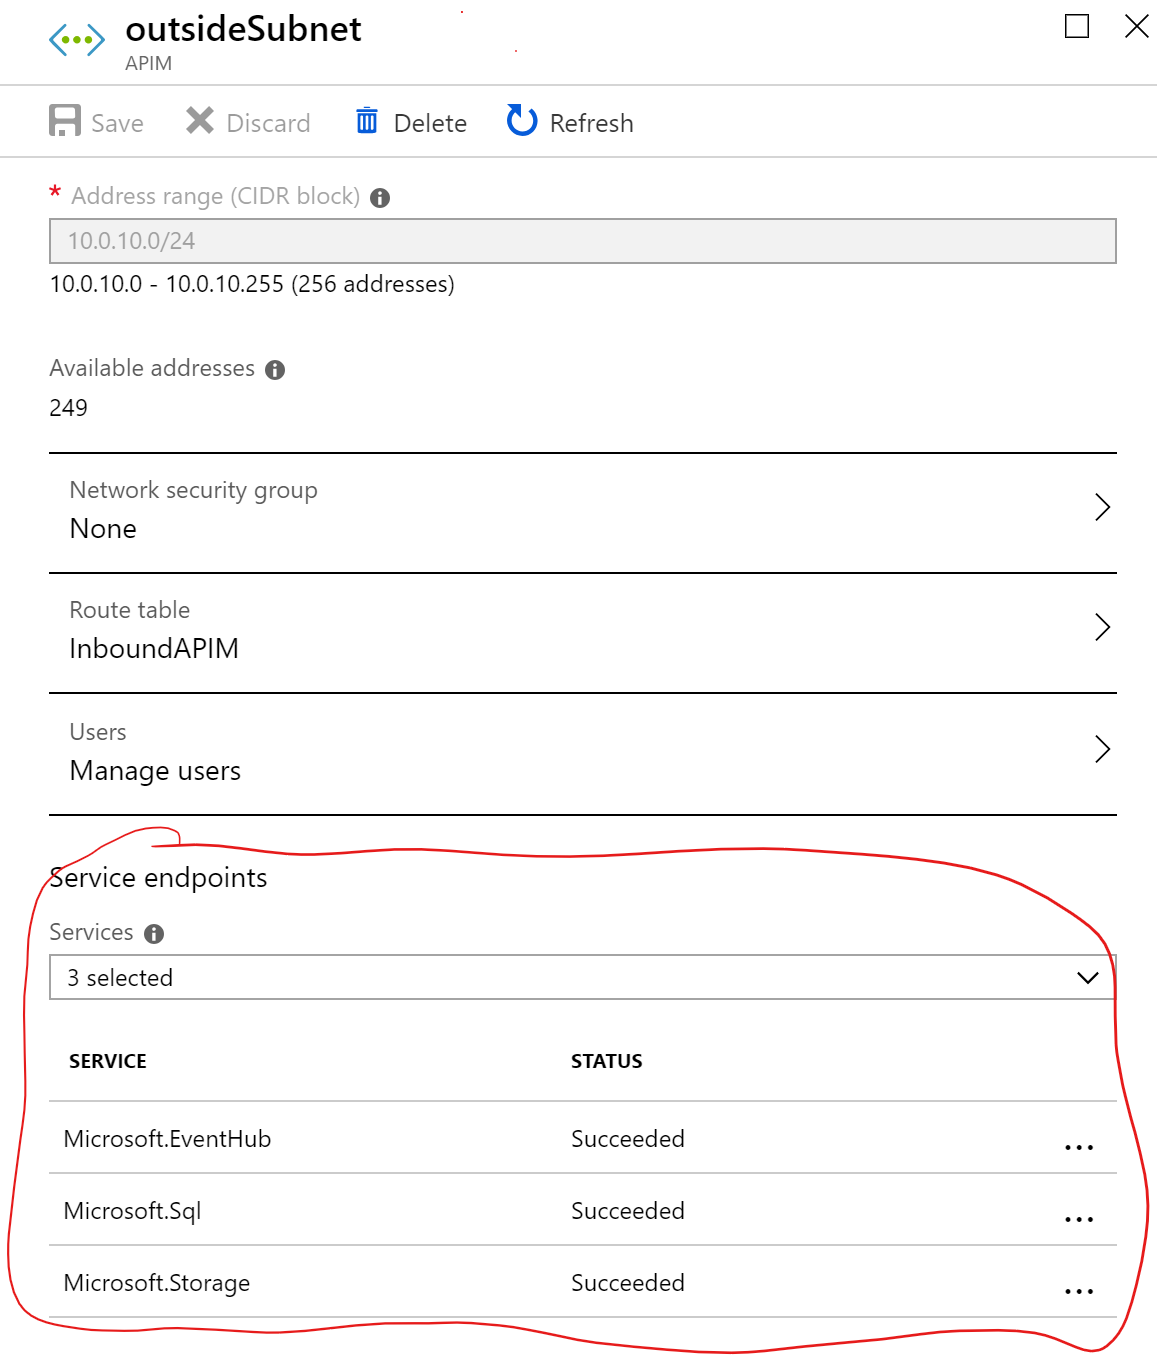 outsideSubnet
APIM
Save Discard Delete Refresh
* Address range (CIDR block)
10.0.10.0/24
10.0.10.0 - 10.0.10.255 (256 addresses)
Available addresses
249
Network security group
None
Route table
InboundAPIM
Users
Manage users
Service endpoints
Services
3 selected
SERVICE STATUS
Microsoft.EventHub Succeeded ...
Microsoft.Sql Succeeded ...
Microsoft.Storage Succeeded ...